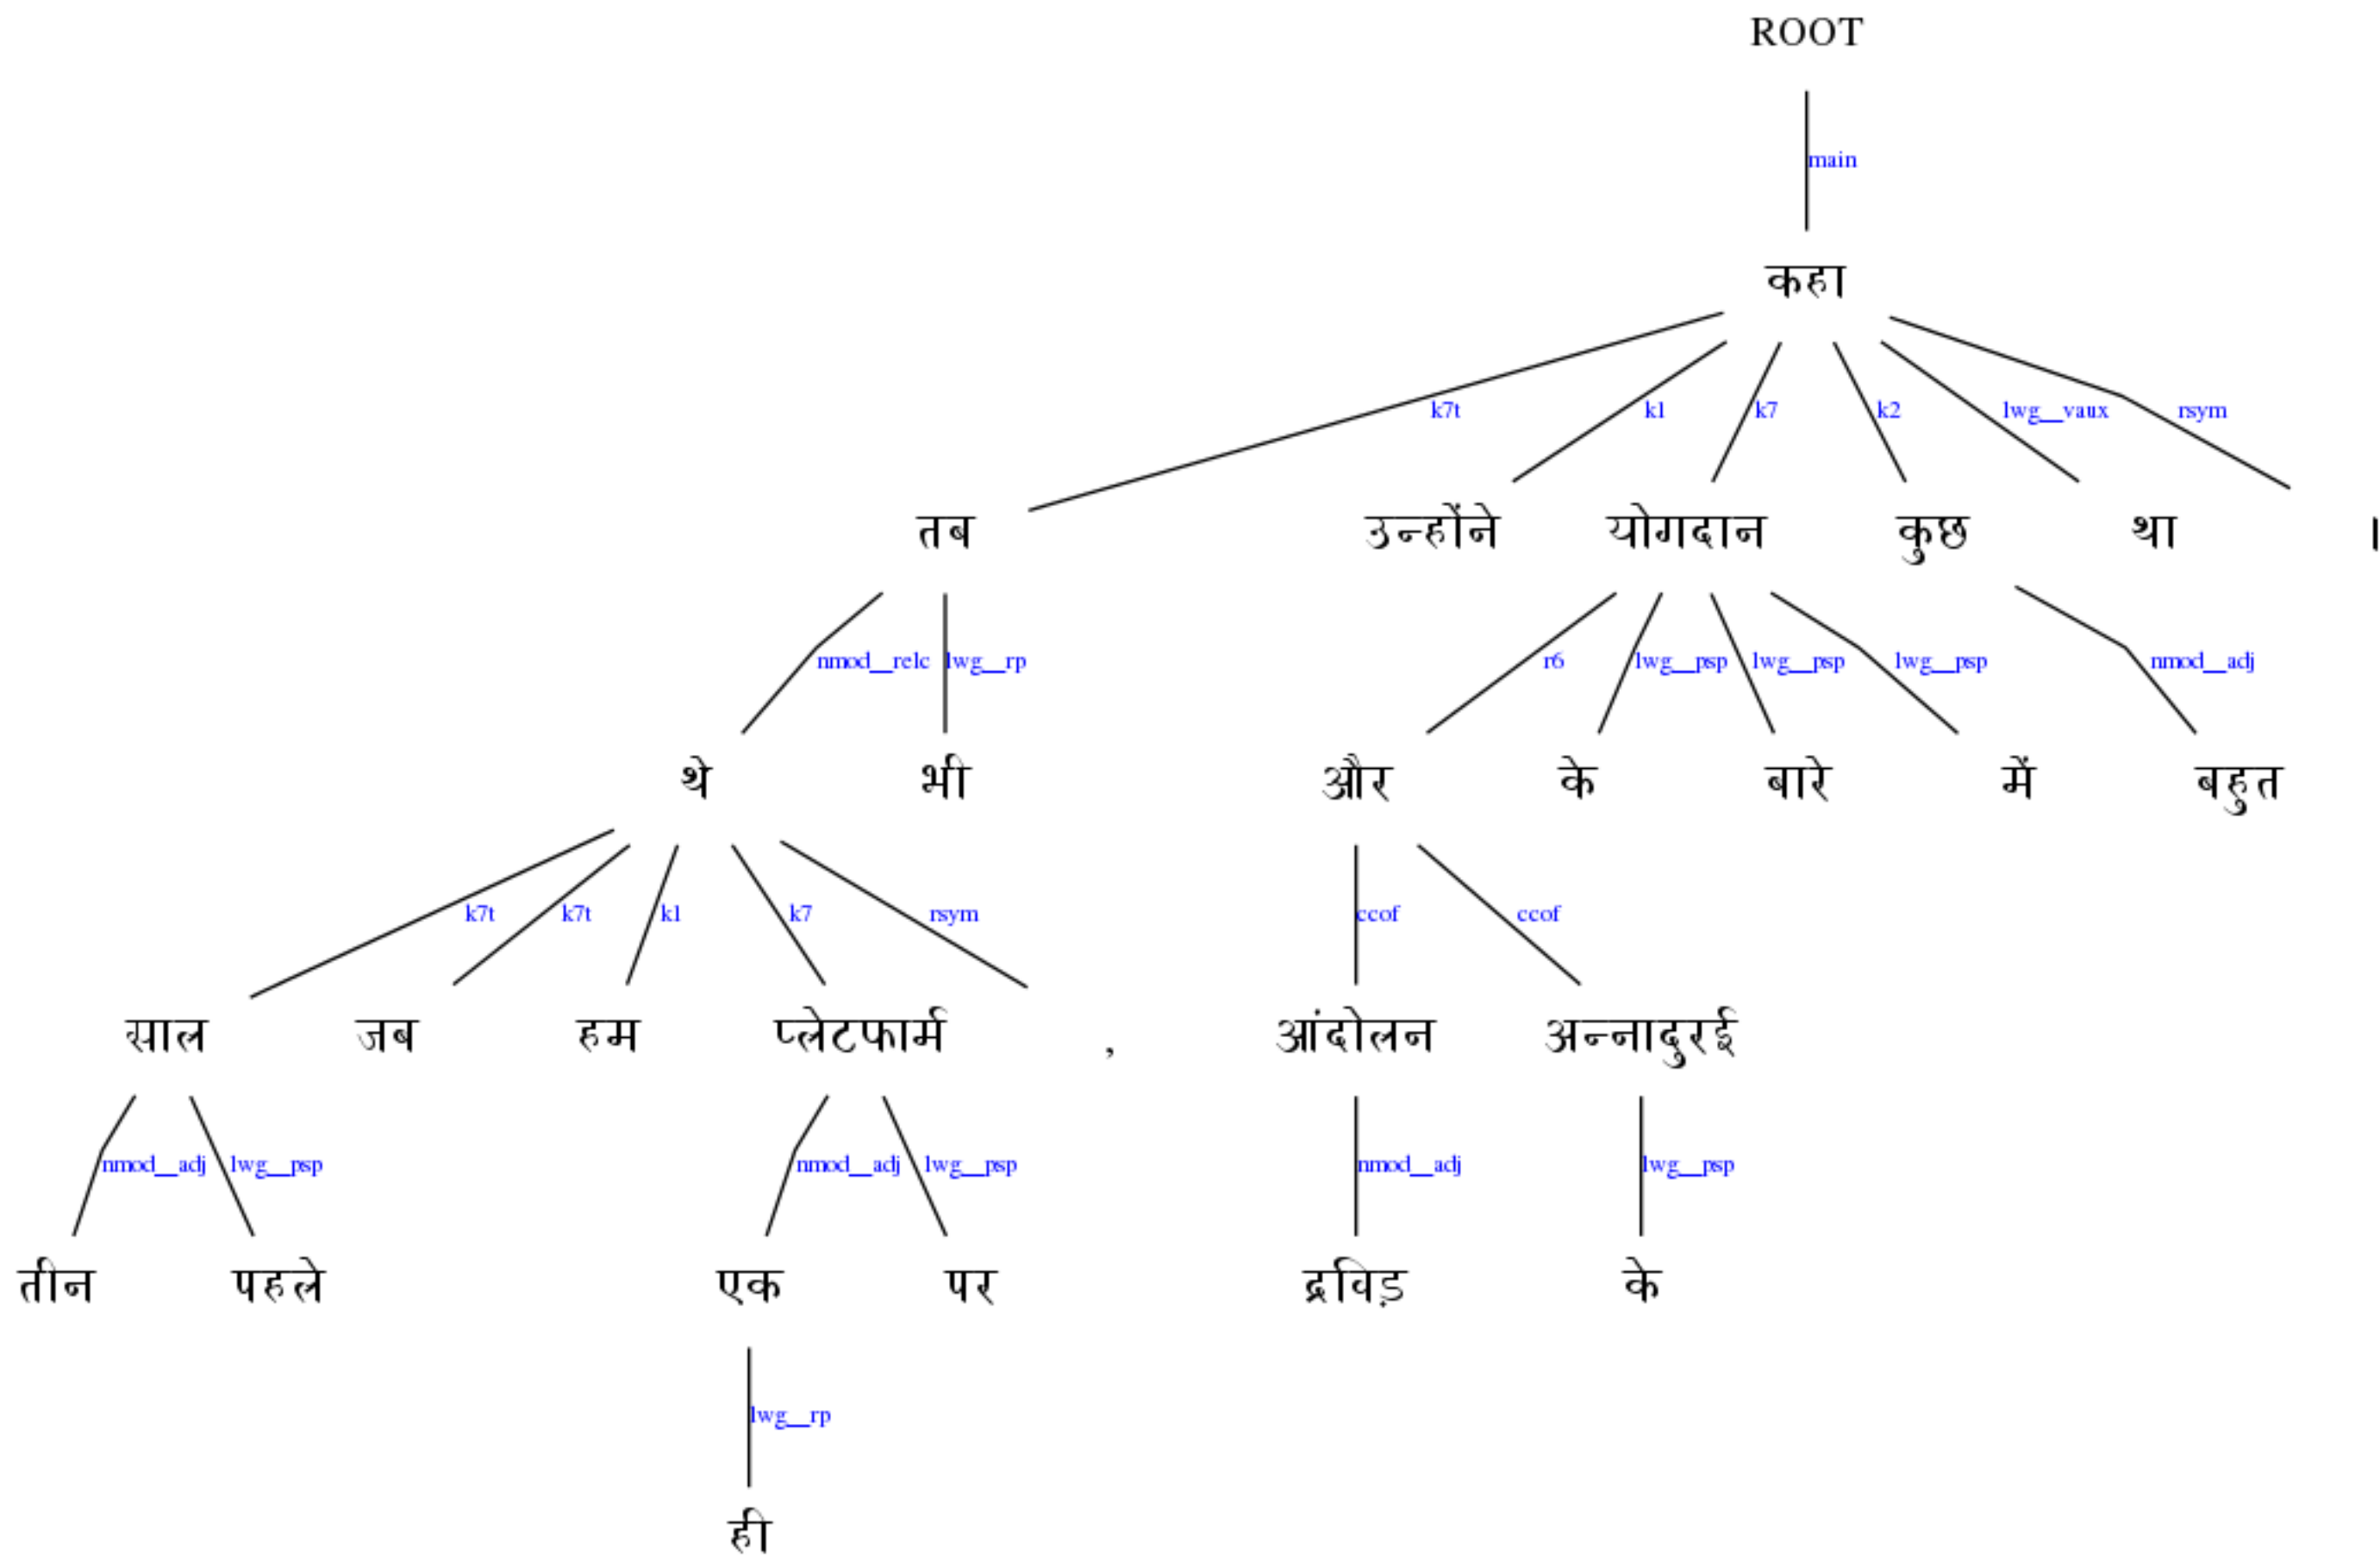 ROOT
main
कहा
k7t k1 k7 k2 lwg__vaux rsym
तब उन्होंने योगदान कुछ था ।
nmod__relc lwg__rp r6 lwg__psp lwg__psp lwg__psp nmod__adj
थे भी और के बारे में बहुत
k7t k7t k1 k7 rsym ccof ccof
साल जब हम प्लेटफार्म , आंदोलन अन्नादुरई
nmod__adj lwg__psp nmod__adj lwg__psp nmod__adj lwg__psp
तीन पहले एक पर द्रविड़ के
lwg__rp
ही